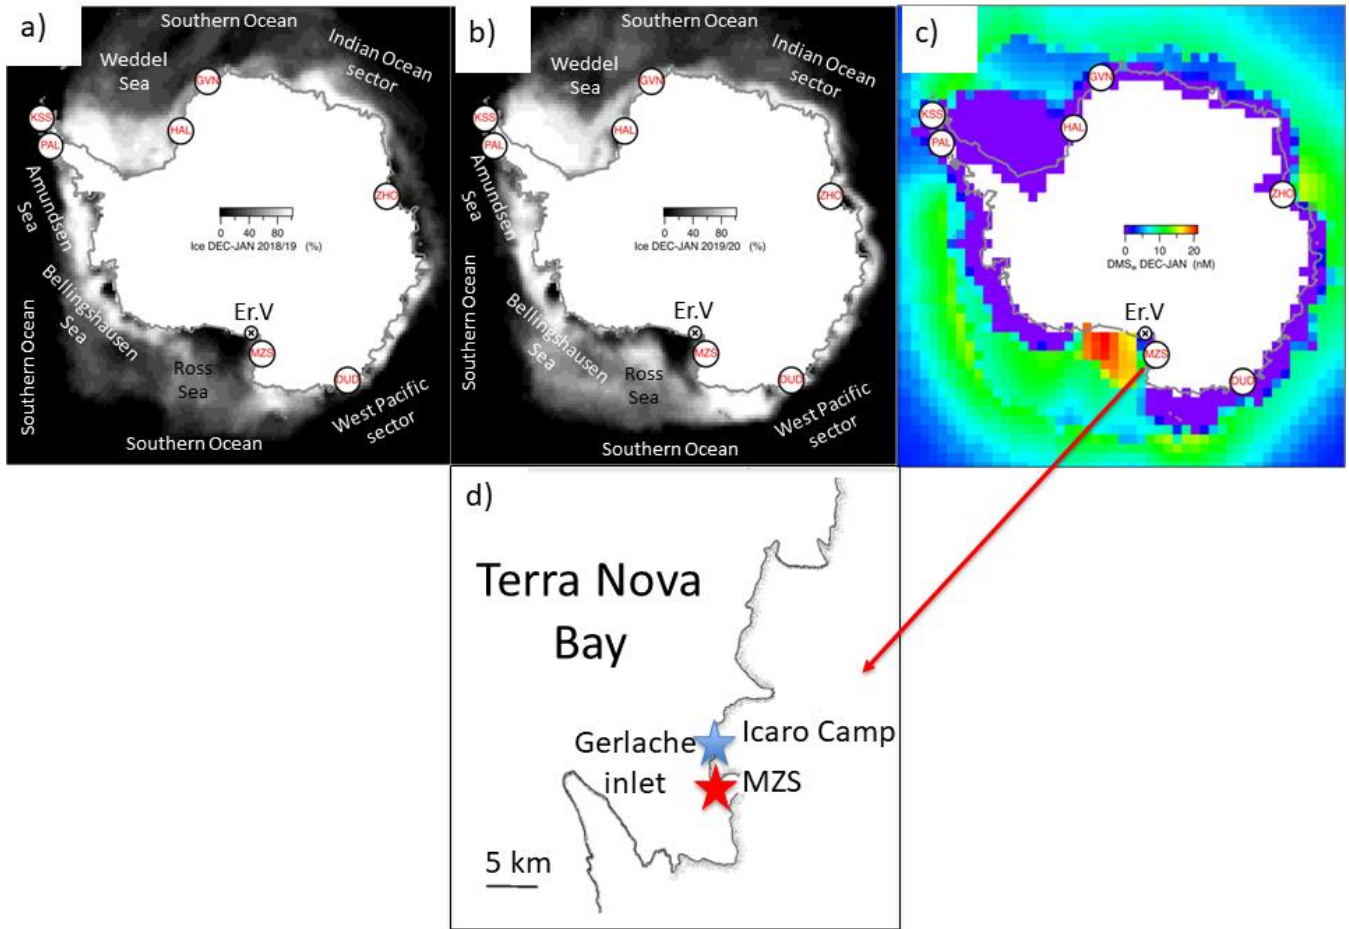 a)
Southern Ocean
Weddel
Sea
Indian Ocean
sector
GVN
KSS
HAL
PAL
Amundsen
Sea
ZHO
0 40 80
Ice DEC-JAN 2018/19 (%)
Bellingshausen
Sea
Southern Ocean
Er.V
MZS
Ross
Sea
DUD
West Pacific
sector
Southern Ocean
b)
Southern Ocean
Weddel
Sea
Indian Ocean
sector
GVN
KSS
HAL
PAL
Amundsen
Sea
ZHO
0 40 80
Ice DEC-JAN 2019/20 (%)
Southern Ocean
Bellingshausen
Sea
Er.V
MZS
Ross
Sea
DUD
West Pacific
sector
Southern Ocean
c)
GVN
KSS
HAL
PAL
ZHO
0 10 20
DMSw DEC-JAN (nM)
Er.V
MZS
DUD
d)
Terra Nova
Bay
Gerlache
inlet
Icaro Camp
MZS
5 km